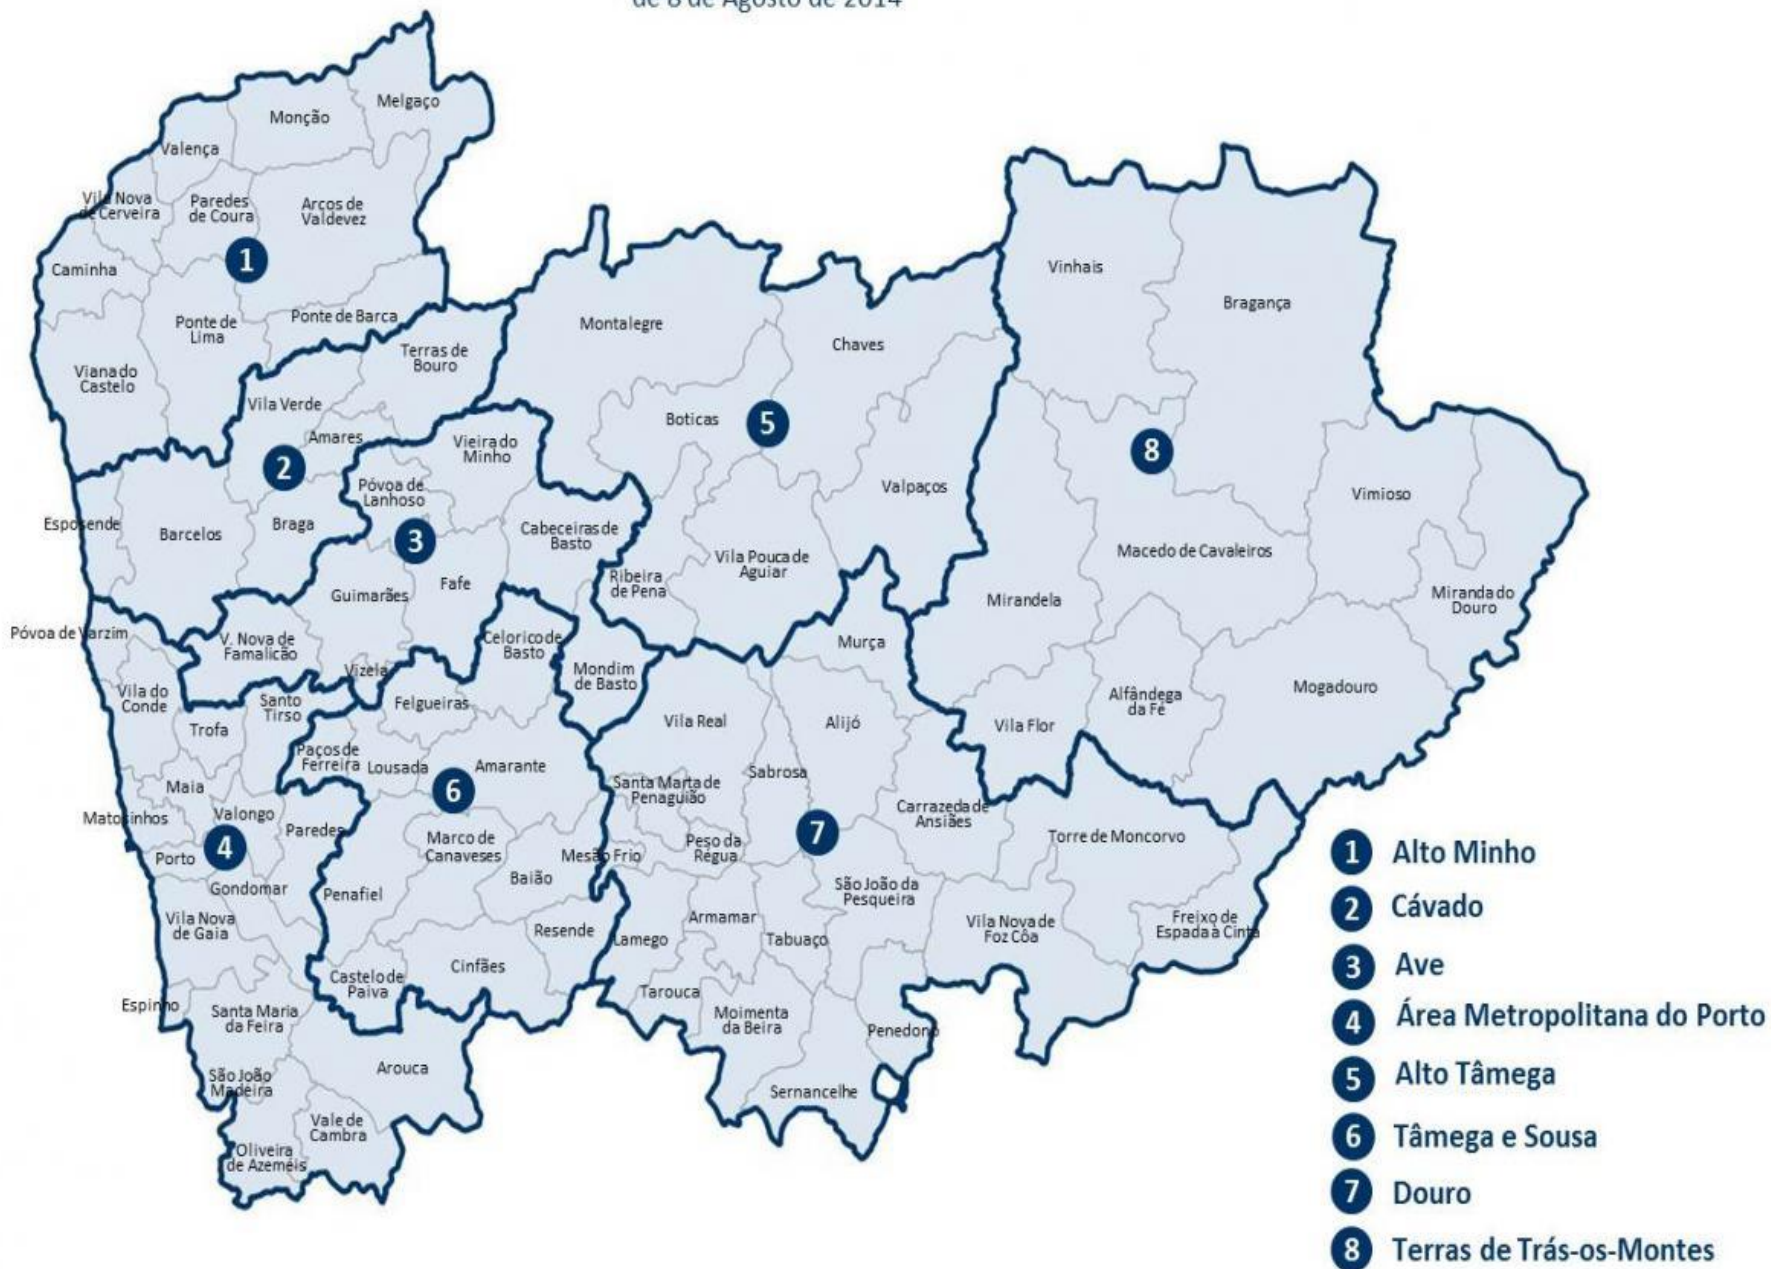 de 8 de Agosto de 2014
Melgaço
Monção
Valença
Vila Nova
de Cerveira
Paredes
de Coura
Arcos de
Valdevez
1
Caminha
Ponte de
Lima
Ponte de Barca
Viana do
Castelo
Terras de
Bouro
Vila Verde
Amares
2
Braga
Esposende
Barcelos
Vieira do
Minho
Póvoa de
Lanhoso
3
Cabeceiras de
Basto
Fafe
Guimarães
V. Nova de
Famalicão
Vizela
Mondim
de Basto
Montalegre
Chaves
Boticas
5
Valpaços
Vila Pouca de
Aguiar
Ribeira
de Pena
Vinhais
Bragança
8
Vimioso
Macedo de Cavaleiros
Mirandela
Miranda do
Douro
Mogadouro
Alfândega
da Fé
Vila Flor
Póvoa de Varzim
Vila do
Conde
Trofa
Santo
Tirso
Maia
Matosinhos
Valongo
Paredes
Porto
4
Gondomar
Vila Nova
de Gaia
Espinho
Santa Maria
da Feira
São João
Madeira
Arouca
Vale de
Cambra
Oliveira
de Azeméis
Celorico de
Basto
Felgueiras
Paços de
Ferreira
Lousada
Amarante
6
Marco de
Canaveses
Baião
Penafiel
Resende
Cinfães
Castelo de
Paiva
Murça
Vila Real
Alijó
Sabrosa
Santa Marta de
Penaguião
Peso da
Régua
Mesão Frio
7
Carrazeda de
Ansiães
Torre de Moncorvo
São João da
Pesqueira
Armamar
Lamego
Tabuaço
Vila Nova de
Foz Côa
Freixo de
Espada à Cinta
Tarouca
Moimenta
da Beira
Penedono
Sernancelhe
1 Alto Minho
2 Cávado
3 Ave
4 Área Metropolitana do Porto
5 Alto Tâmega
6 Tâmega e Sousa
7 Douro
8 Terras de Trás-os-Montes